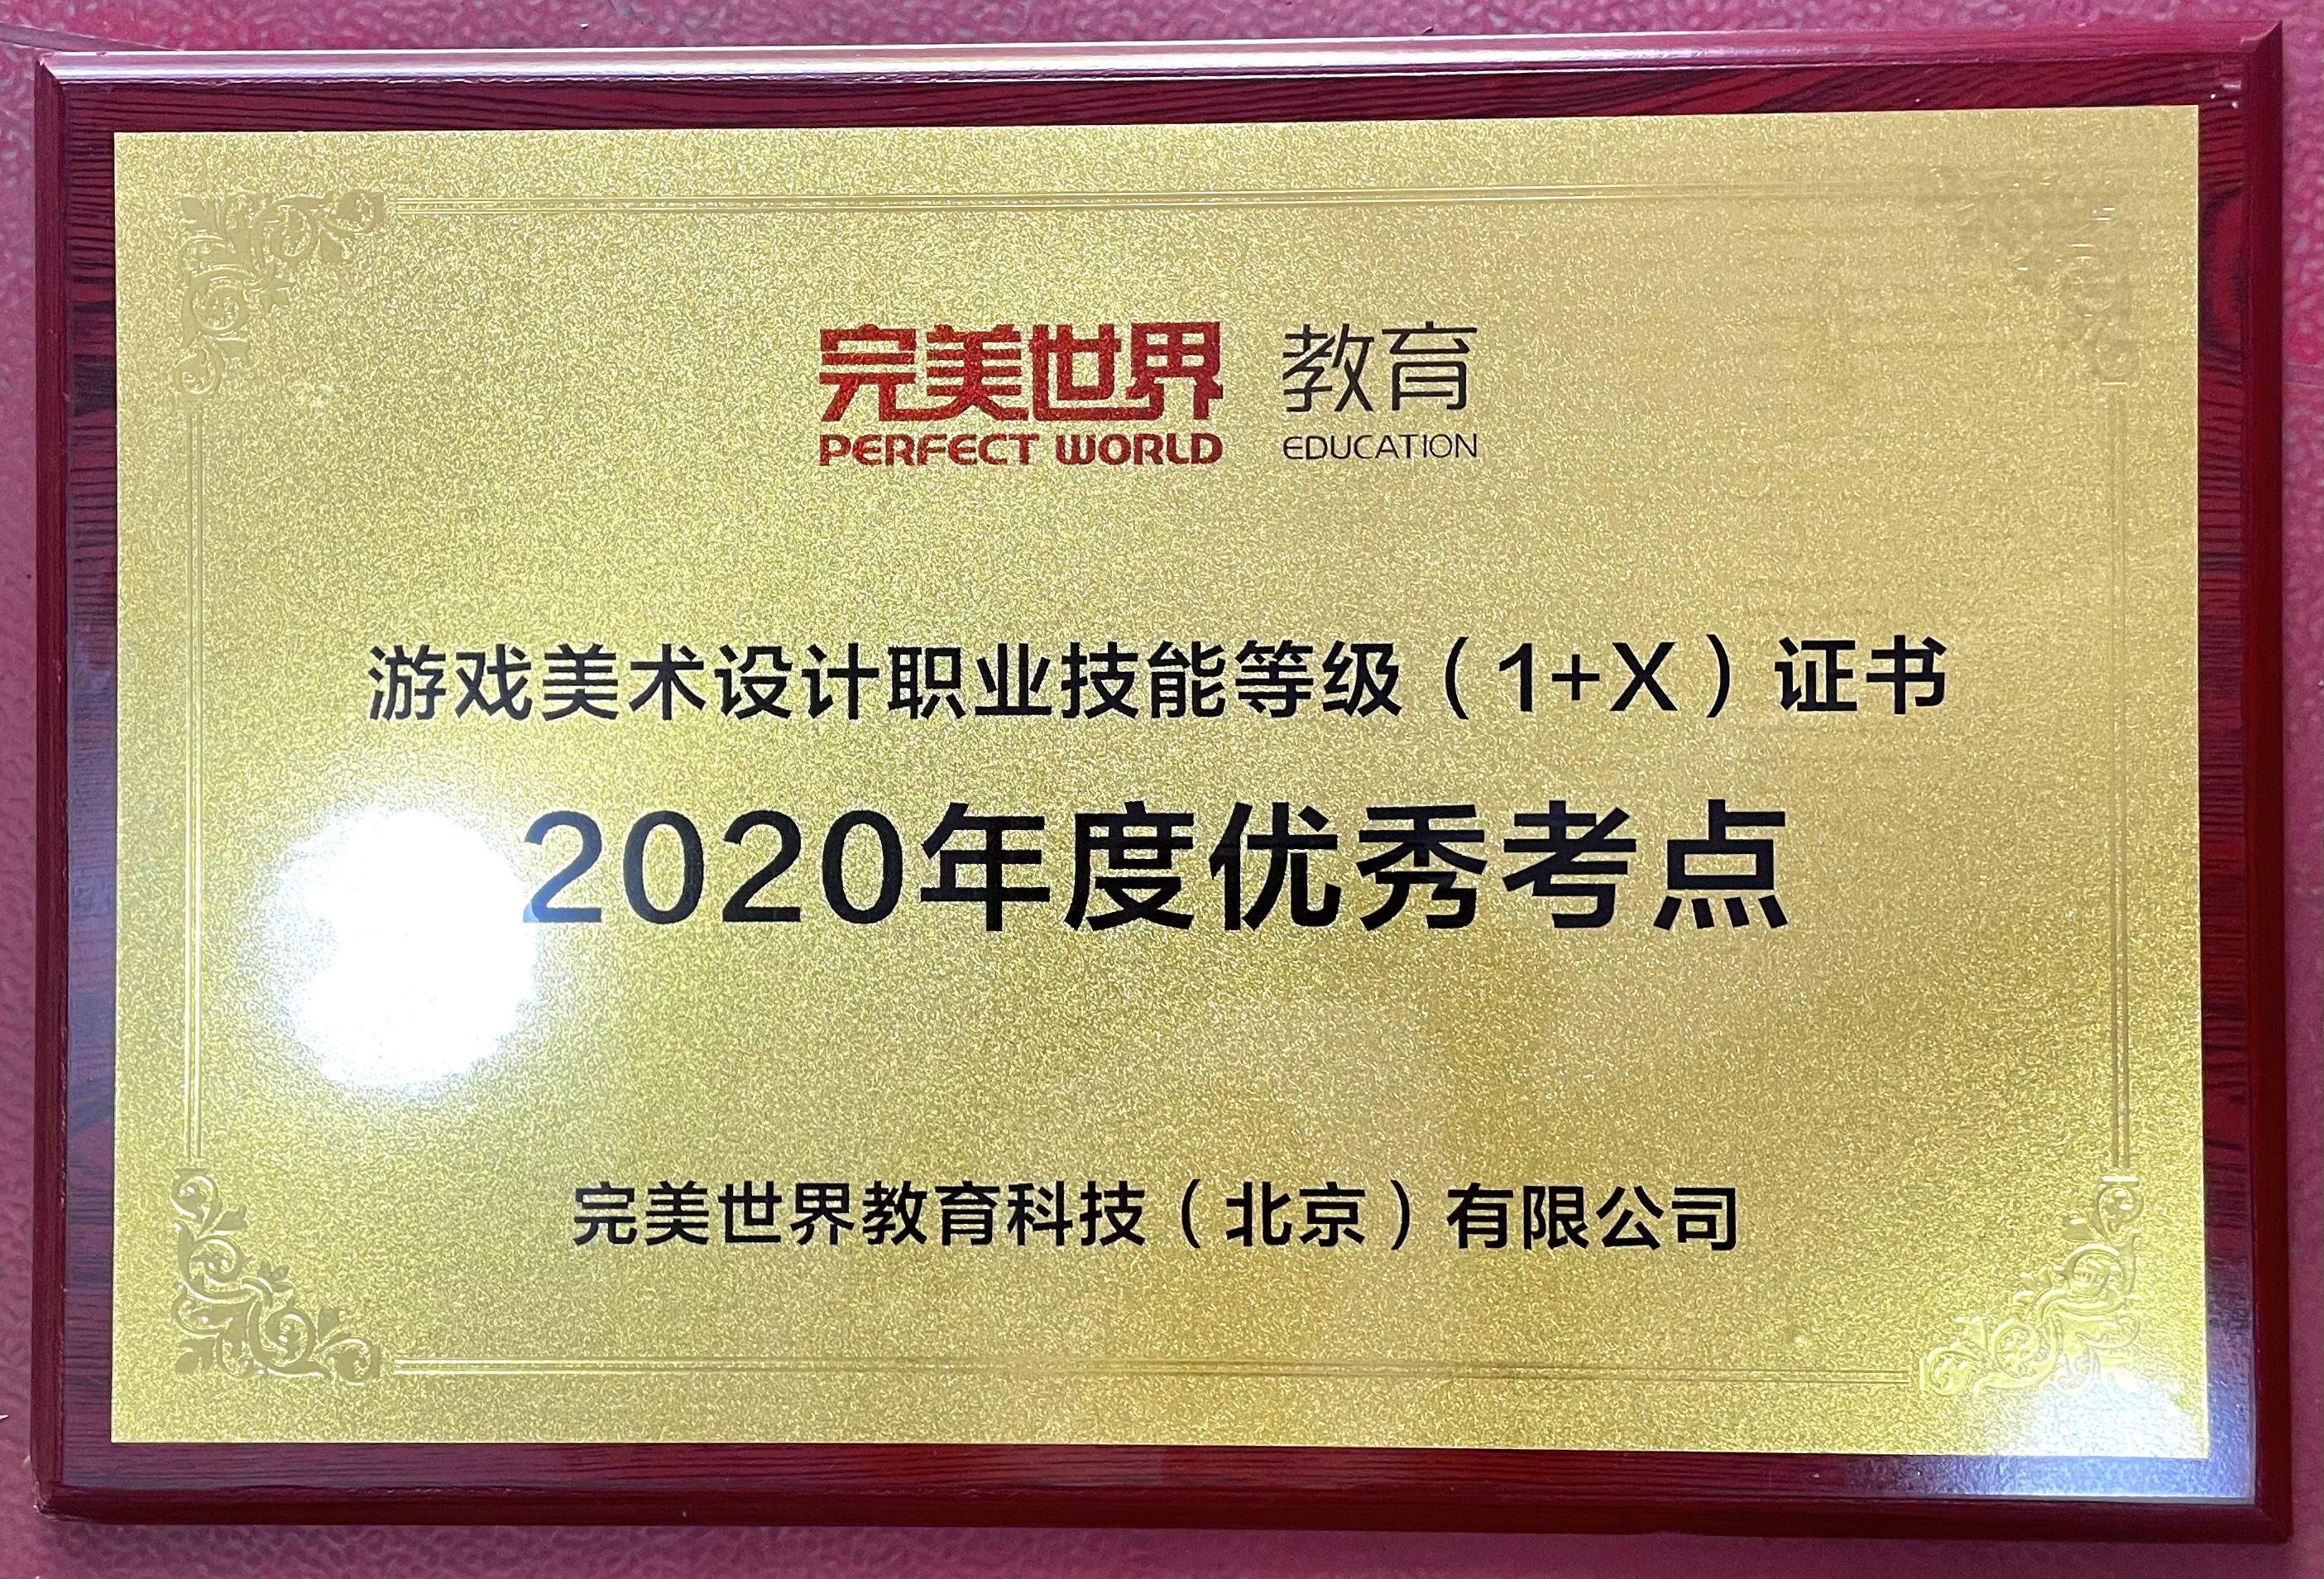 完美世界 教育
PERFECT WORLD EDUCATION
游戏美术设计职业技能等级（1+X）证书
2020年度优秀考点
完美世界教育科技（北京）有限公司